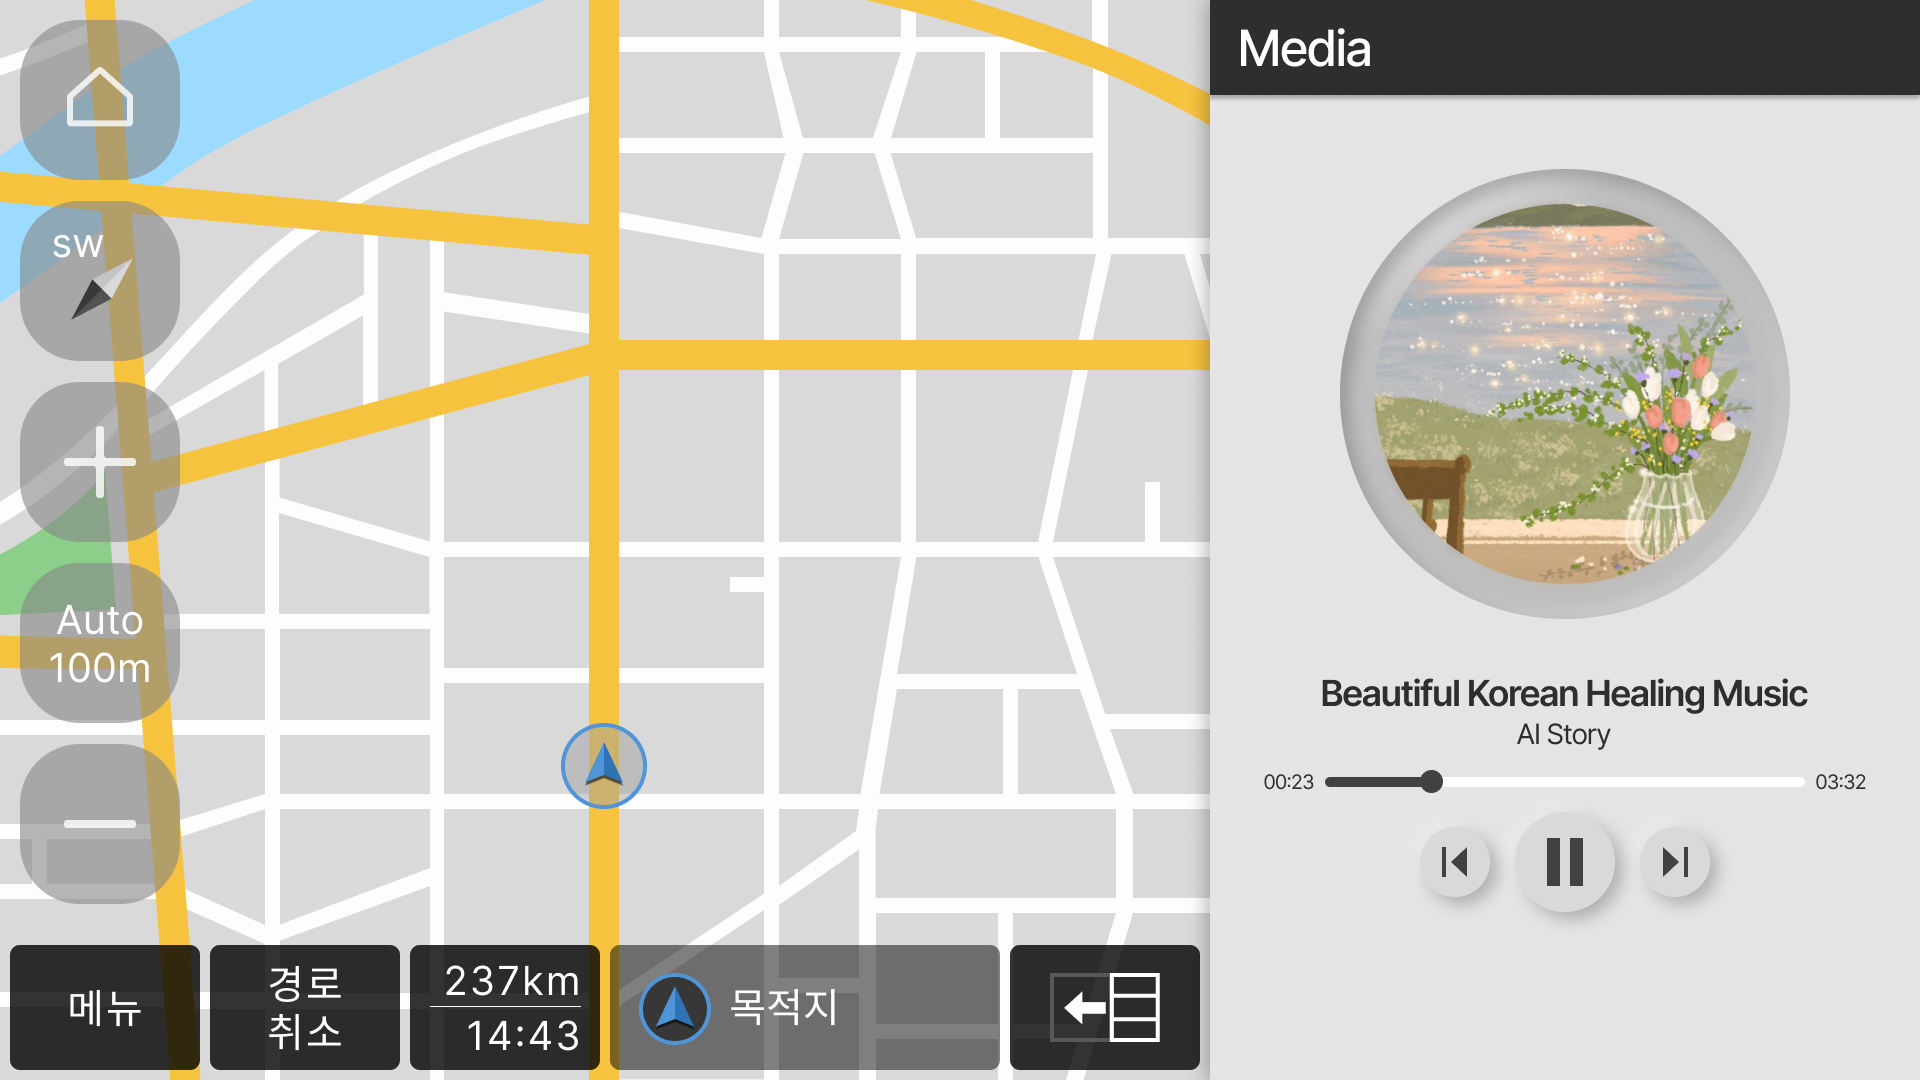 SW
Auto
100m
메뉴
경로
취소
237km
14:43
목적지
Media
Beautiful Korean Healing Music
AI Story
00:23
03:32